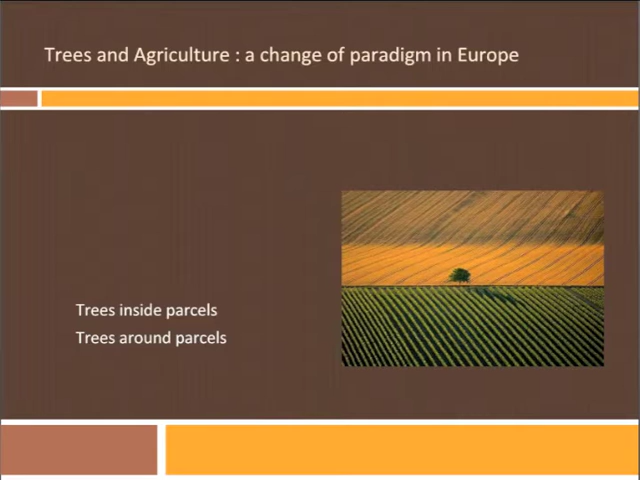 Trees and Agriculture : a change of paradigm in Europe
Trees inside parcels
Trees around parcels